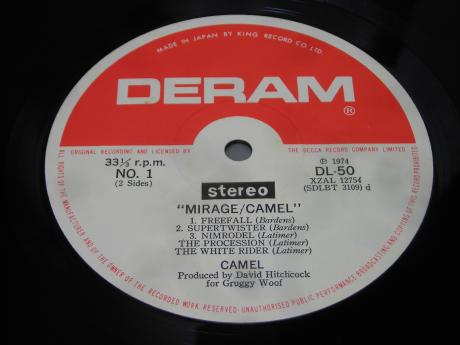 MADE IN JAPAN BY KING RECORD CO. LTD.
DERAM®
ORIGINAL RECORDING AND LICENSED BY THE DECCA RECORD COMPANY LIMITED
33⅓ r.p.m.
NO. 1
(2 Sides)
℗ 1974
DL-50
XZAL 12754
(SDLBT 3109) d
stereo
"MIRAGE/CAMEL"
1. FREEFALL (Bardens)
2. SUPERTWISTER (Bardens)
3. NIMRODEL (Latimer)
THE PROCESSION (Latimer)
THE WHITE RIDER (Latimer)
CAMEL
Produced by David Hitchcock
for Gruggy Woof
ALL RIGHTS OF THE MANUFACTURER AND OF THE OWNER OF THE RECORDED WORK RESERVED · UNAUTHORISED PUBLIC PERFORMANCE BROADCASTING AND COPYING OF THIS RECORD PROHIBITED